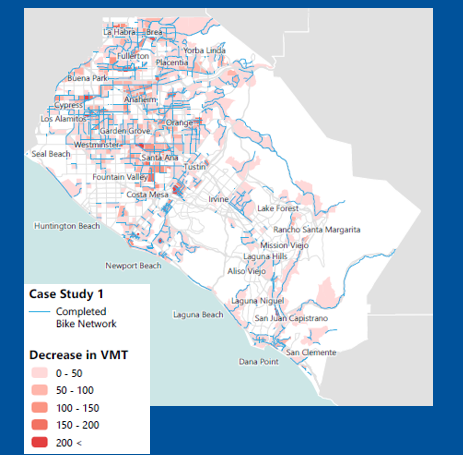 La Habra
Brea
Yorba Linda
Fullerton
Placentia
Buena Park
Anaheim
Cypress
Los Alamitos
Orange
Garden Grove
Westminster
Seal Beach
Santa Ana
Tustin
Fountain Valley
Costa Mesa
Irvine
Lake Forest
Huntington Beach
Rancho Santa Margarita
Mission Viejo
Laguna Hills
Newport Beach
Aliso Viejo
Laguna Niguel
Laguna Beach
San Juan Capistrano
San Clemente
Dana Point
Case Study 1
Completed
Bike Network
Decrease in VMT
0 - 50
50 - 100
100 - 150
150 - 200
200 <